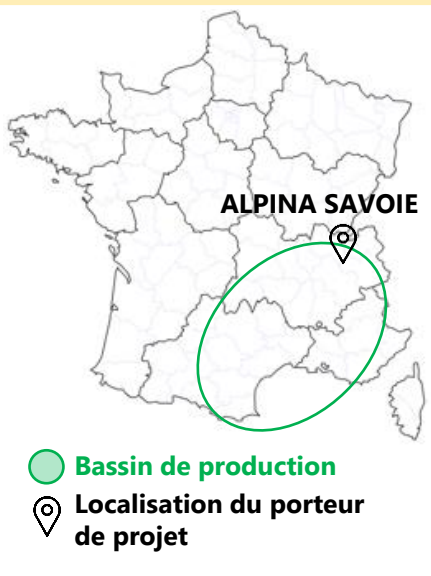 ALPINA SAVOIE
Bassin de production
Localisation du porteur
de projet